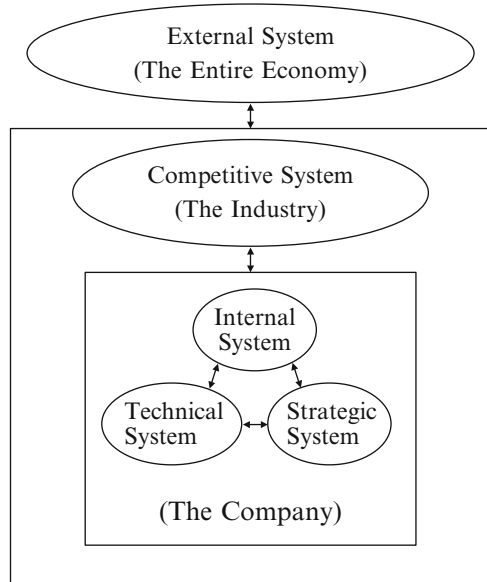 External System
(The Entire Economy)
Competitive System
(The Industry)
Internal
System
Technical
System
Strategic
System
(The Company)